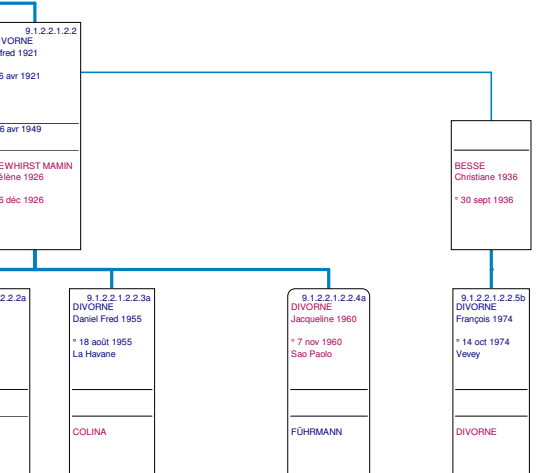 9.1.2.2.1.2.2
VORNE
fred 1921
6 avr 1921
6 avr 1949
EWHIRST MAMIN
élène 1926
6 déc 1926
BESSE
Christiane 1936
° 30 sept 1936
2.2.2a
9.1.2.2.1.2.2.3a
DIVORNE
Daniel Fred 1955
° 18 août 1955
La Havane
COLINA
9.1.2.2.1.2.2.4a
DIVORNE
Jacqueline 1960
° 7 nov 1960
Sao Paolo
FÜHRMANN
9.1.2.2.1.2.2.5b
DIVORNE
François 1974
° 14 oct 1974
Vevey
DIVORNE